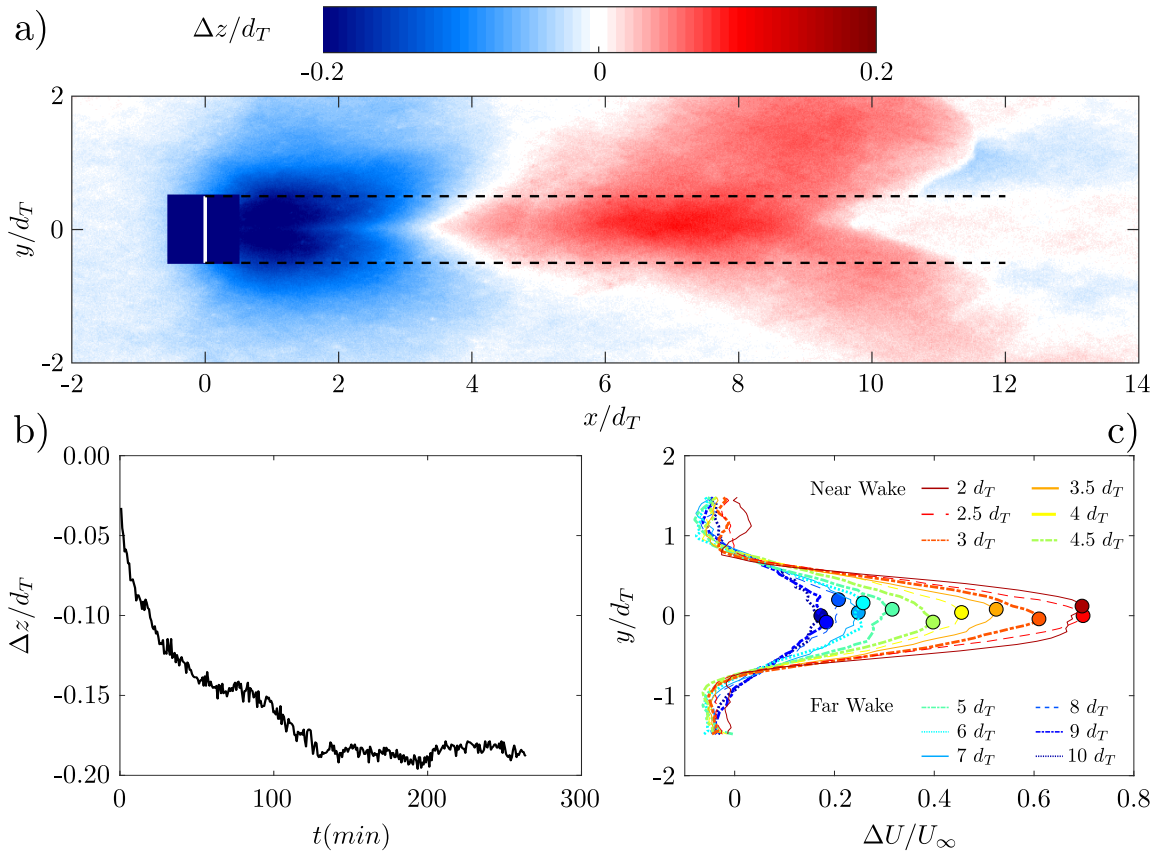 a)
Δz/d_T
-0.2 0 0.2
y/d_T
2
0
-2
-2 0 2 4 6 8 10 12 14
x/d_T
b)
Δz/d_T
0.00
-0.05
-0.10
-0.15
-0.20
0 100 200 300
t(min)
c)
y/d_T
2
1
0
-1
-2
Near Wake
2 d_T 3.5 d_T
2.5 d_T 4 d_T
3 d_T 4.5 d_T
Far Wake
5 d_T 8 d_T
6 d_T 9 d_T
7 d_T 10 d_T
0 0.2 0.4 0.6 0.8
ΔU/U_∞